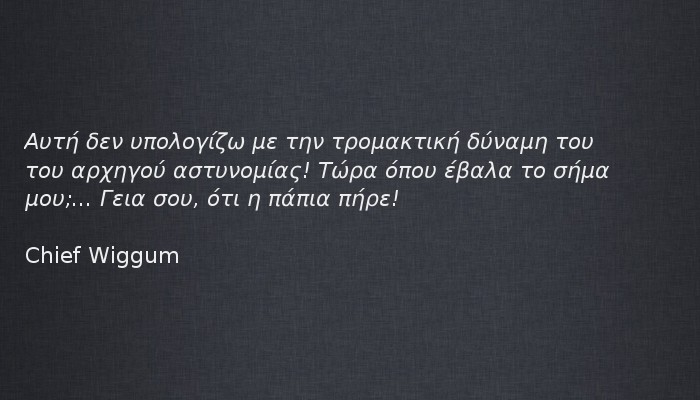 Αυτή δεν υπολογίζω με την τρομακτική δύναμη του
του αρχηγού αστυνομίας! Τώρα όπου έβαλα το σήμα
μου;... Γεια σου, ότι η πάπια πήρε!
Chief Wiggum